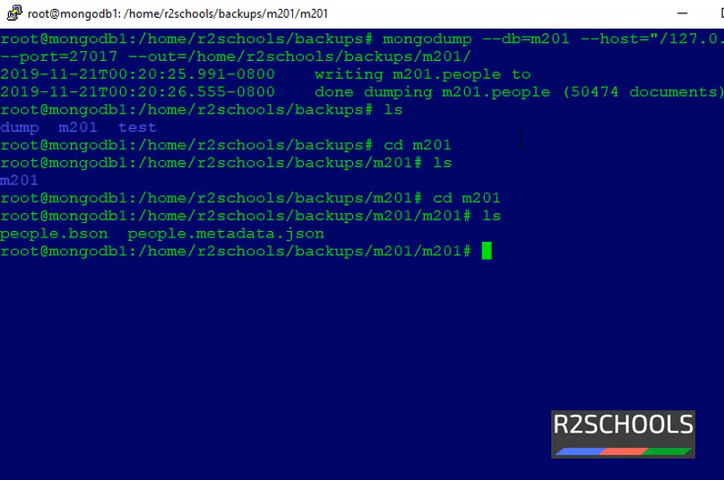 root@mongodb1: /home/r2schools/backups/m201/m201
root@mongodb1:/home/r2schools/backups# mongodump --db=m201 --host="/127.0.
--port=27017 --out=/home/r2schools/backups/m201/
2019-11-21T00:20:25.991-0800    writing m201.people to
2019-11-21T00:20:26.555-0800    done dumping m201.people (50474 documents)
root@mongodb1:/home/r2schools/backups# ls
dump  m201  test
root@mongodb1:/home/r2schools/backups# cd m201
root@mongodb1:/home/r2schools/backups/m201# ls
m201
root@mongodb1:/home/r2schools/backups/m201# cd m201
root@mongodb1:/home/r2schools/backups/m201/m201# ls
people.bson  people.metadata.json
root@mongodb1:/home/r2schools/backups/m201/m201#
R2SCHOOLS